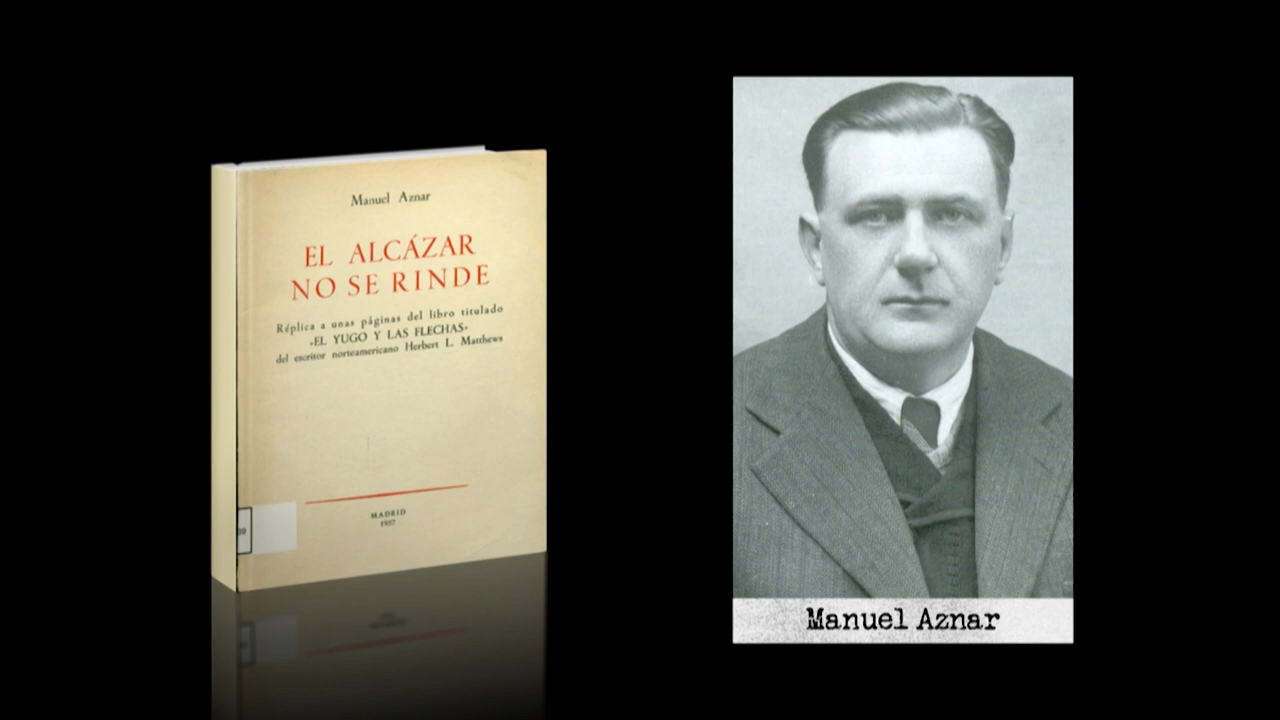 Manuel Aznar
EL ALCÁZAR
NO SE RINDE
Réplica a unas páginas del libro titulado
«EL YUGO Y LAS FLECHAS»
del escritor norteamericano Herbert L. Matthews
MADRID
1957
Manuel Aznar